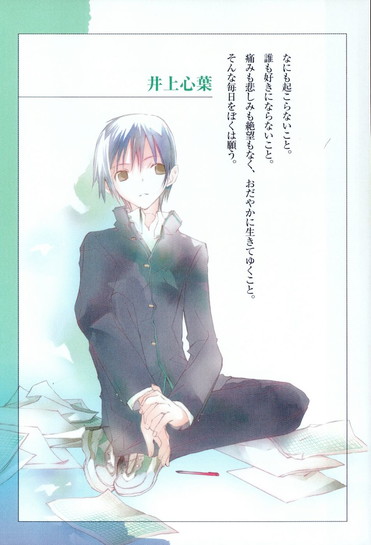 井上心葉
なにも起こらないこと。
誰も好きにならないこと。
痛みも悲しみも絶望もなく、おだやかに生きてゆくこと。
そんな毎日をぼくは願う。